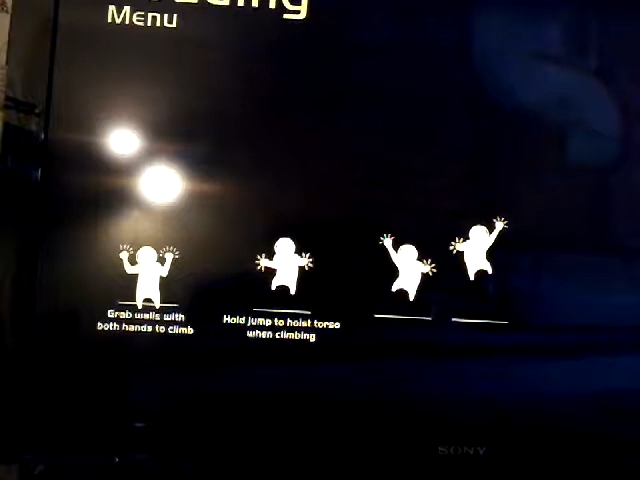 Menu
Grab walls with
both hands to climb
Hold jump to hoist torso
when climbing
SONY